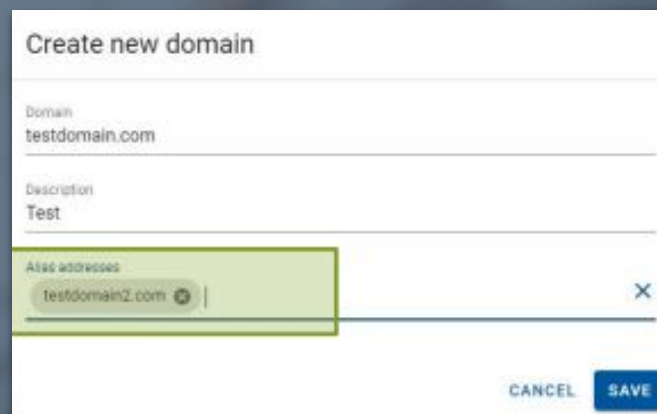 Create new domain
Domain
testdomain.com
Description
Test
Alias addresses
testdomain2.com
CANCEL SAVE